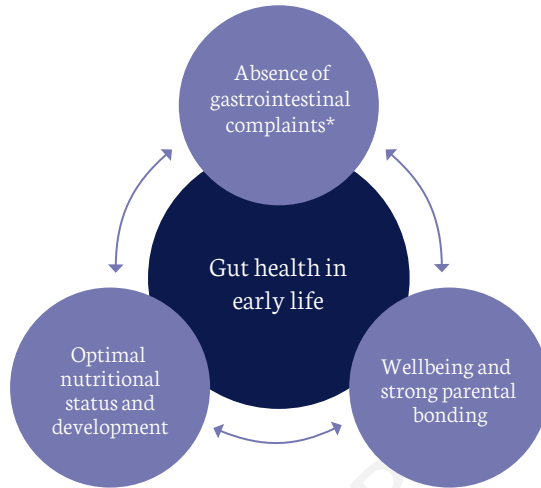 Absence of
gastrointestinal
complaints*
Gut health in
early life
Optimal
nutritional
status and
development
Wellbeing and
strong parental
bonding